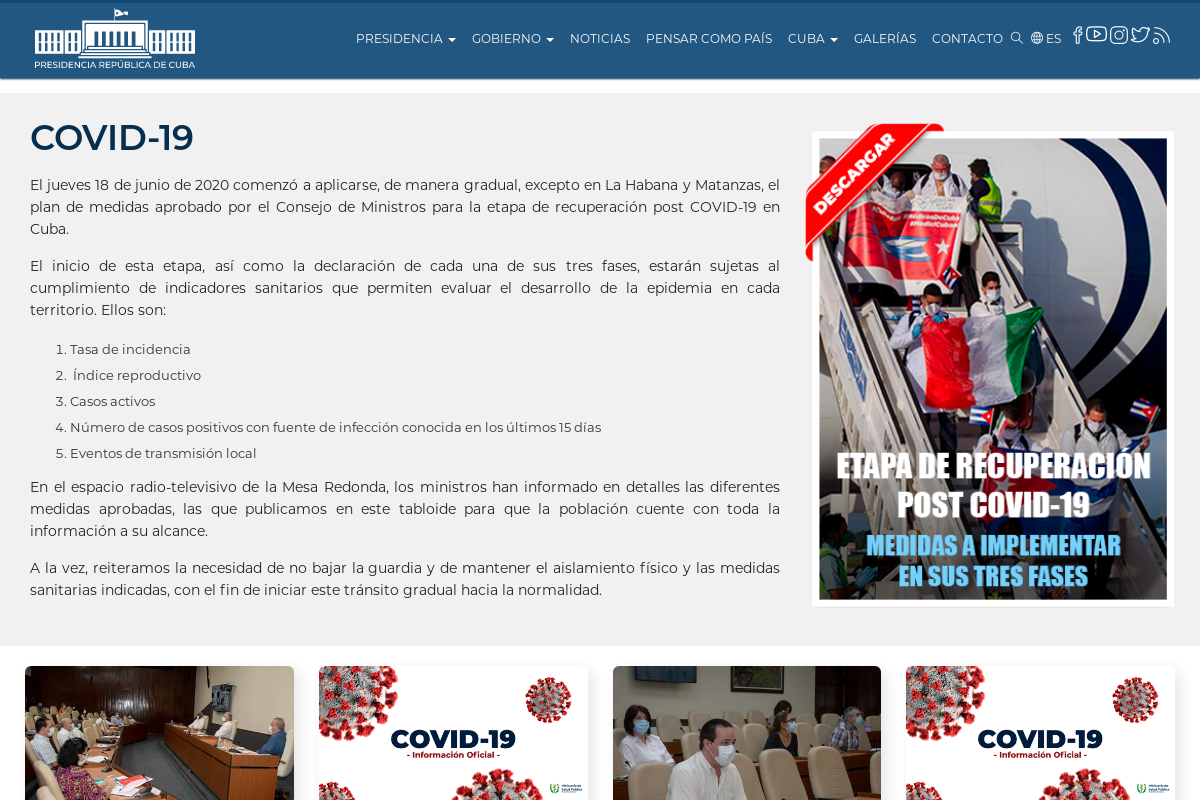 PRESIDENCIA REPÚBLICA DE CUBA
PRESIDENCIA
GOBIERNO
NOTICIAS
PENSAR COMO PAÍS
CUBA
GALERÍAS
CONTACTO
ES
COVID-19
El jueves 18 de junio de 2020 comenzó a aplicarse, de manera gradual, excepto en La Habana y Matanzas, el
plan de medidas aprobado por el Consejo de Ministros para la etapa de recuperación post COVID-19 en
Cuba.
El inicio de esta etapa, así como la declaración de cada una de sus tres fases, estarán sujetas al
cumplimiento de indicadores sanitarios que permiten evaluar el desarrollo de la epidemia en cada
territorio. Ellos son:
1. Tasa de incidencia
2. Índice reproductivo
3. Casos activos
4. Número de casos positivos con fuente de infección conocida en los últimos 15 días
5. Eventos de transmisión local
En el espacio radio-televisivo de la Mesa Redonda, los ministros han informado en detalles las diferentes
medidas aprobadas, las que publicamos en este tabloide para que la población cuente con toda la
información a su alcance.
A la vez, reiteramos la necesidad de no bajar la guardia y de mantener el aislamiento físico y las medidas
sanitarias indicadas, con el fin de iniciar este tránsito gradual hacia la normalidad.
DESCARGAR
ETAPA DE RECUPERACIÓN
POST COVID-19
MEDIDAS A IMPLEMENTAR
EN SUS TRES FASES
COVID-19
- Información Oficial -
Ministerio de
Salud Pública
COVID-19
- Información Oficial -
Ministerio de
Salud Pública